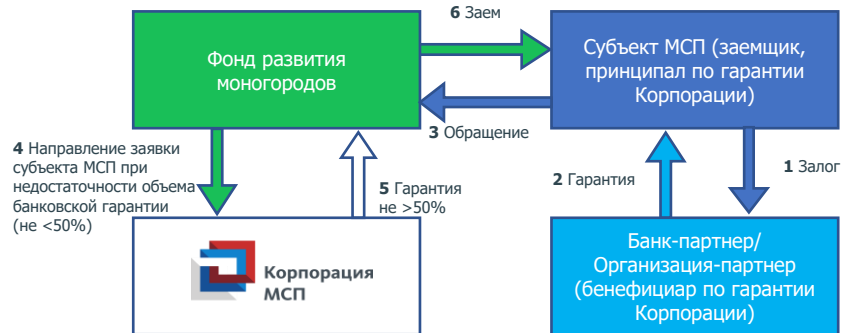 6 Заем
Фонд развития
моногородов
Субъект МСП (заемщик,
принципал по гарантии
Корпорации)
3 Обращение
4 Направление заявки
субъекта МСП при
недостаточности объема
банковской гарантии
(не <50%)
5 Гарантия
не >50%
2 Гарантия
1 Залог
Корпорация
МСП
Банк-партнер/
Организация-партнер
(бенефициар по гарантии
Корпорации)